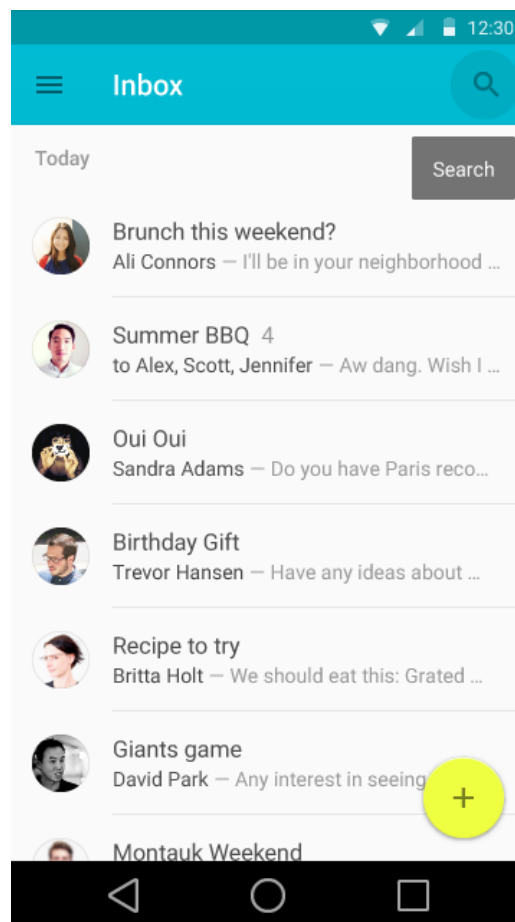 12:30
Inbox
Today
Search
Brunch this weekend?
Ali Connors — I'll be in your neighborhood ...
Summer BBQ 4
to Alex, Scott, Jennifer — Aw dang. Wish I ...
Oui Oui
Sandra Adams — Do you have Paris reco...
Birthday Gift
Trevor Hansen — Have any ideas about ...
Recipe to try
Britta Holt — We should eat this: Grated ...
Giants game
David Park — Any interest in seeing
+
Montauk Weekend